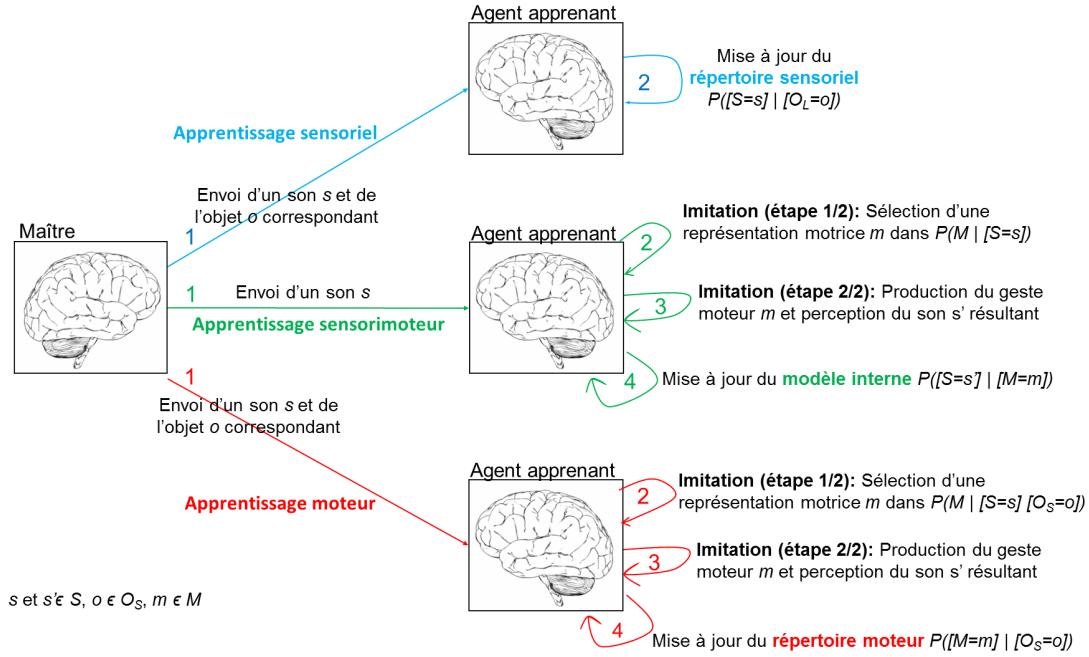 Agent apprenant
2
Mise à jour du
répertoire sensoriel
P([S=s] | [O_L=o])
Apprentissage sensoriel
Envoi d'un son s et de
l'objet o correspondant
1
Maître
Agent apprenant
1
Envoi d'un son s
Apprentissage sensorimoteur
2
Imitation (étape 1/2): Sélection d'une
représentation motrice m dans P(M | [S=s])
3
Imitation (étape 2/2): Production du geste
moteur m et perception du son s' résultant
4
Mise à jour du modèle interne P([S=s'] | [M=m])
1
Envoi d'un son s et de
l'objet o correspondant
Apprentissage moteur
Agent apprenant
2
Imitation (étape 1/2): Sélection d'une
représentation motrice m dans P(M | [S=s] [O_S=o])
3
Imitation (étape 2/2): Production du geste
moteur m et perception du son s' résultant
4
Mise à jour du répertoire moteur P([M=m] | [O_S=o])
s et s'ϵ S, o ϵ O_S, m ϵ M